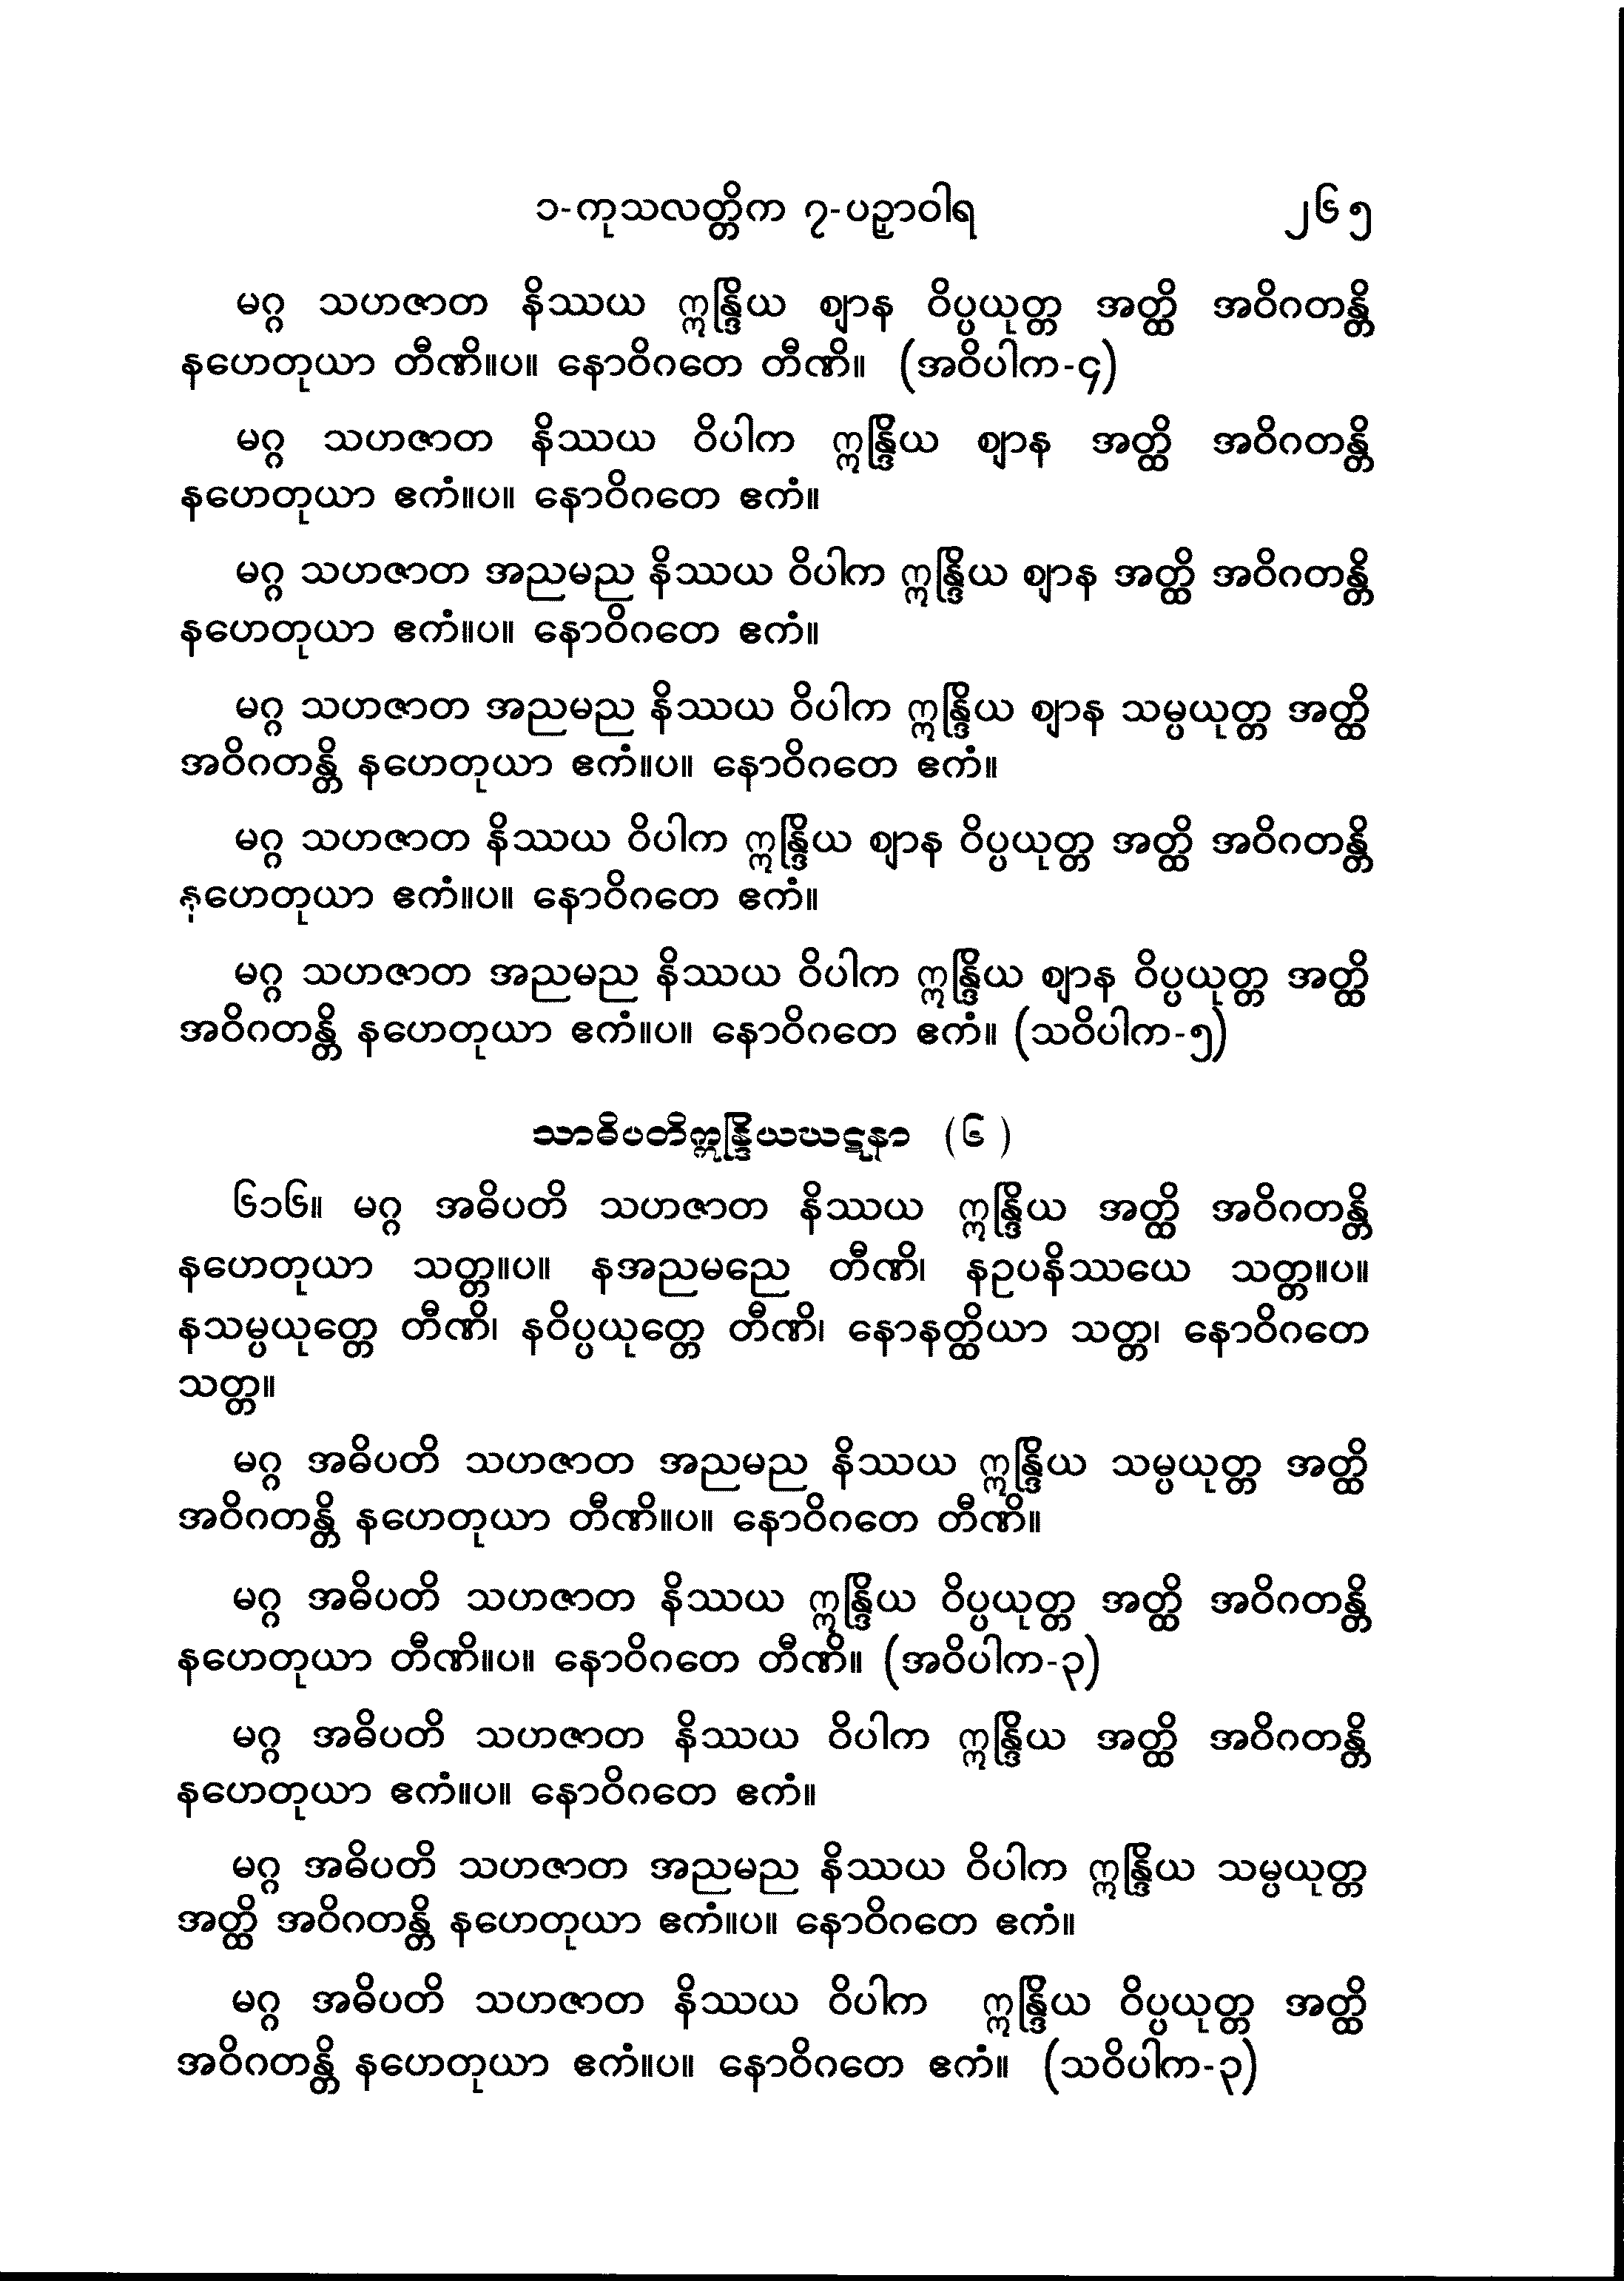 ၁-ကုသလတ္တိက ၇-ပဉှာဝါရ ၂၆၅
မဂ္ဂ သဟဇာတ နိဿယ ဣန္ဒြိယ ဈာန ဝိပ္ပယုတ္တ အတ္ထိ အဝိဂတန္တိ
နဟေတုယာ တီဏိ။ပ။ နောဝိဂတေ တီဏိ။ (အဝိပါက-၄)
မဂ္ဂ သဟဇာတ နိဿယ ဝိပါက ဣန္ဒြိယ ဈာန အတ္ထိ အဝိဂတန္တိ
နဟေတုယာ ဧကံ။ပ။ နောဝိဂတေ ဧကံ။
မဂ္ဂ သဟဇာတ အညမည နိဿယ ဝိပါက ဣန္ဒြိယ ဈာန အတ္ထိ အဝိဂတန္တိ
နဟေတုယာ ဧကံ။ပ။ နောဝိဂတေ ဧကံ။
မဂ္ဂ သဟဇာတ အညမည နိဿယ ဝိပါက ဣန္ဒြိယ ဈာန သမ္ပယုတ္တ အတ္ထိ
အဝိဂတန္တိ နဟေတုယာ ဧကံ။ပ။ နောဝိဂတေ ဧကံ။
မဂ္ဂ သဟဇာတ နိဿယ ဝိပါက ဣန္ဒြိယ ဈာန ဝိပ္ပယုတ္တ အတ္ထိ အဝိဂတန္တိ
နဟေတုယာ ဧကံ။ပ။ နောဝိဂတေ ဧကံ။
မဂ္ဂ သဟဇာတ အညမည နိဿယ ဝိပါက ဣန္ဒြိယ ဈာန ဝိပ္ပယုတ္တ အတ္ထိ
အဝိဂတန္တိ နဟေတုယာ ဧကံ။ပ။ နောဝိဂတေ ဧကံ။ (သဝိပါက-၅)
သာဓိပတိဣန္ဒြိယဃဋနာ (၆)
၆၁၆။ မဂ္ဂ အဓိပတိ သဟဇာတ နိဿယ ဣန္ဒြိယ အတ္ထိ အဝိဂတန္တိ
နဟေတုယာ သတ္တ။ပ။ နအညမညေ တီဏိ၊ နဥပနိဿယေ သတ္တ။ပ။
နသမ္ပယုတ္တေ တီဏိ၊ နဝိပ္ပယုတ္တေ တီဏိ၊ နောနတ္ထိယာ သတ္တ၊ နောဝိဂတေ
သတ္တ။
မဂ္ဂ အဓိပတိ သဟဇာတ အညမည နိဿယ ဣန္ဒြိယ သမ္ပယုတ္တ အတ္ထိ
အဝိဂတန္တိ နဟေတုယာ တီဏိ။ပ။ နောဝိဂတေ တီဏိ။
မဂ္ဂ အဓိပတိ သဟဇာတ နိဿယ ဣန္ဒြိယ ဝိပ္ပယုတ္တ အတ္ထိ အဝိဂတန္တိ
နဟေတုယာ တီဏိ။ပ။ နောဝိဂတေ တီဏိ။ (အဝိပါက-၃)
မဂ္ဂ အဓိပတိ သဟဇာတ နိဿယ ဝိပါက ဣန္ဒြိယ အတ္ထိ အဝိဂတန္တိ
နဟေတုယာ ဧကံ။ပ။ နောဝိဂတေ ဧကံ။
မဂ္ဂ အဓိပတိ သဟဇာတ အညမည နိဿယ ဝိပါက ဣန္ဒြိယ သမ္ပယုတ္တ
အတ္ထိ အဝိဂတန္တိ နဟေတုယာ ဧကံ။ပ။ နောဝိဂတေ ဧကံ။
မဂ္ဂ အဓိပတိ သဟဇာတ နိဿယ ဝိပါက ဣန္ဒြိယ ဝိပ္ပယုတ္တ အတ္ထိ
အဝိဂတန္တိ နဟေတုယာ ဧကံ။ပ။ နောဝိဂတေ ဧကံ။ (သဝိပါက-၃)